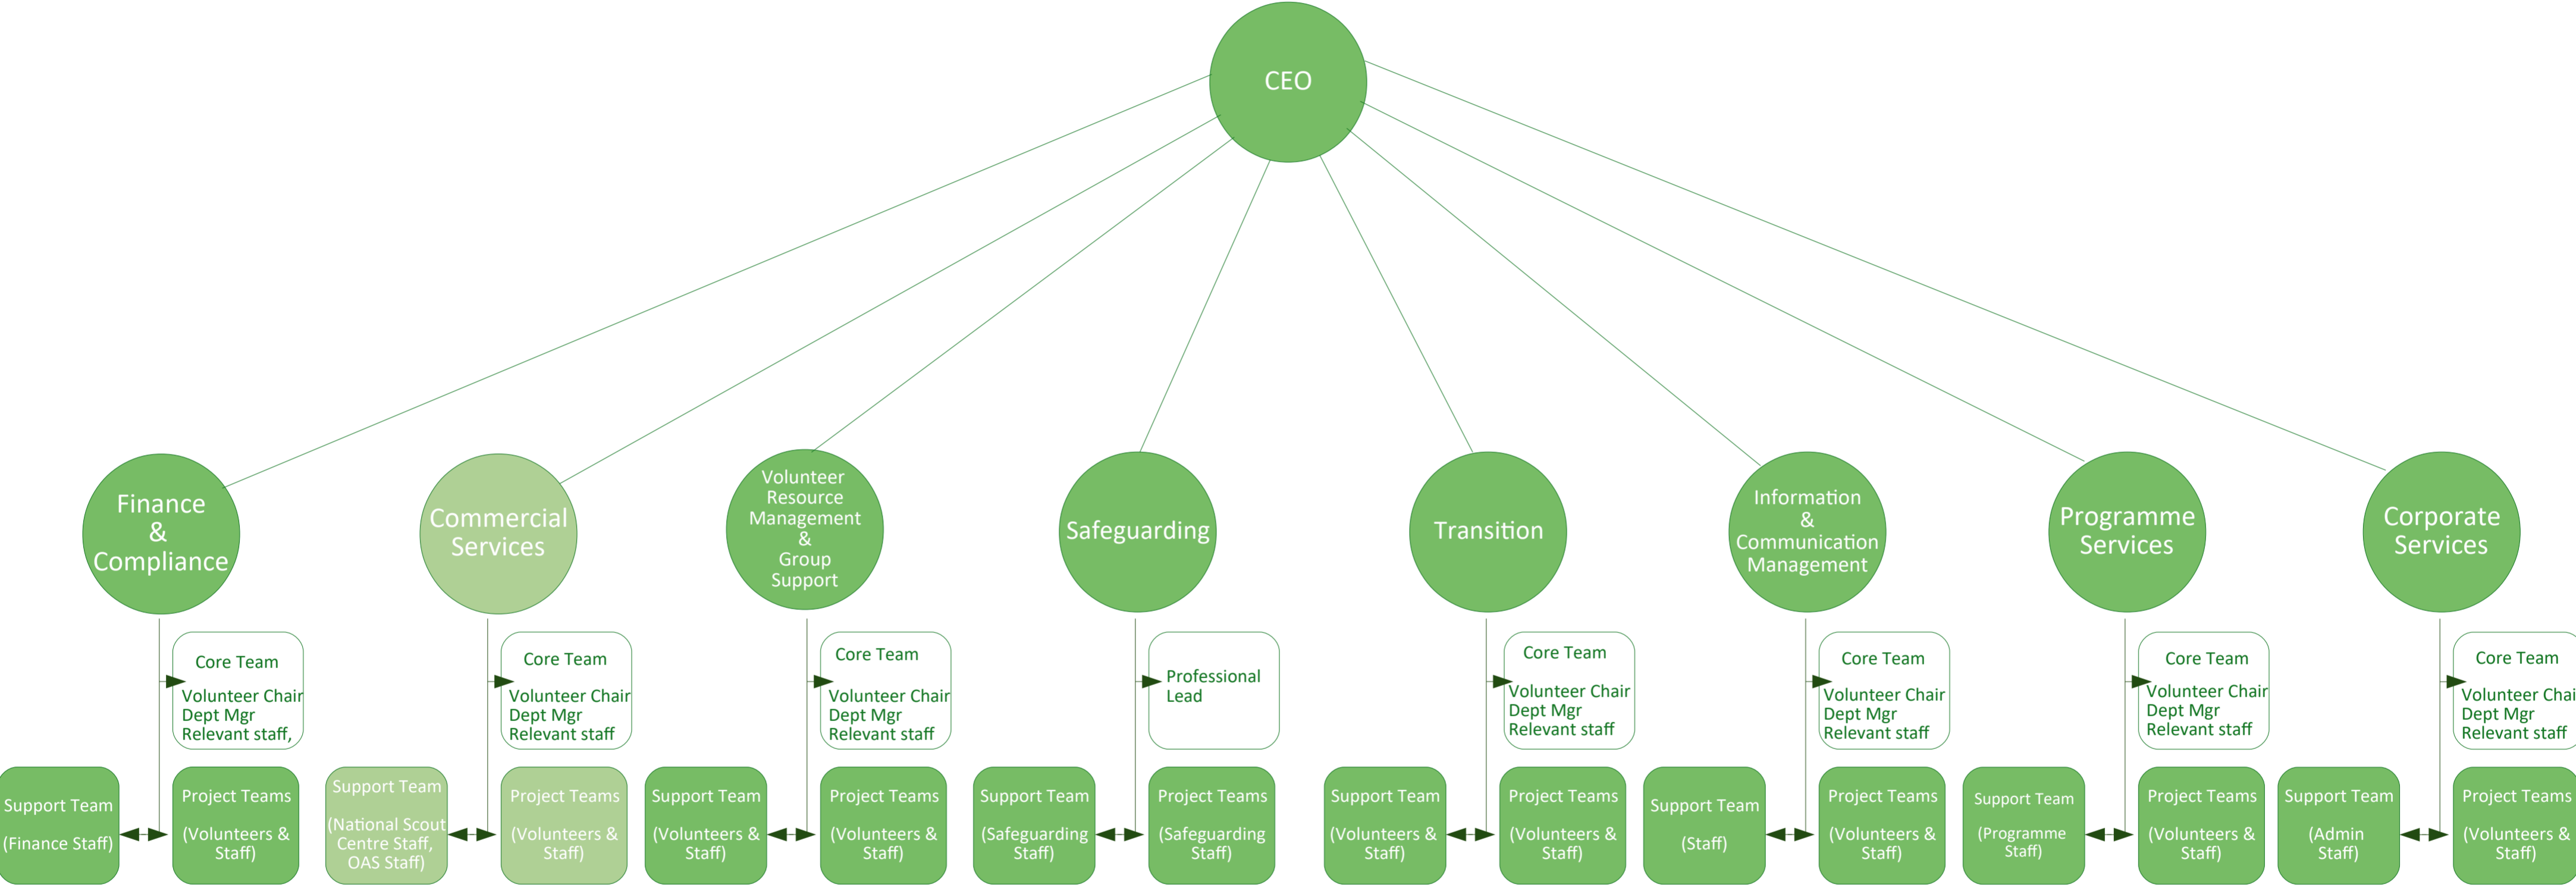 CEO
Finance
&
Compliance
Commercial
Services
Volunteer
Resource
Management
&
Group
Support
Safeguarding
Transition
Information
&
Communication
Management
Programme
Services
Corporate
Services
Core Team
Volunteer Chair
Dept Mgr
Relevant staff,
Core Team
Volunteer Chair
Dept Mgr
Relevant staff
Core Team
Volunteer Chair
Dept Mgr
Relevant staff
Professional
Lead
Core Team
Volunteer Chair
Dept Mgr
Relevant staff
Core Team
Volunteer Chair
Dept Mgr
Relevant staff
Core Team
Volunteer Chair
Dept Mgr
Relevant staff
Core Team
Volunteer Chai
Dept Mgr
Relevant staff
Support Team
(Finance Staff)
Project Teams
(Volunteers &
Staff)
Support Team
(National Scout
Centre Staff,
OAS Staff)
Project Teams
(Volunteers &
Staff)
Support Team
(Volunteers &
Staff)
Project Teams
(Volunteers &
Staff)
Support Team
(Safeguarding
Staff)
Project Teams
(Safeguarding
Staff)
Support Team
(Volunteers &
Staff)
Project Teams
(Volunteers &
Staff)
Support Team
(Staff)
Project Teams
(Volunteers &
Staff)
Support Team
(Programme
Staff)
Project Teams
(Volunteers &
Staff)
Support Team
(Admin
Staff)
Project Teams
(Volunteers &
Staff)